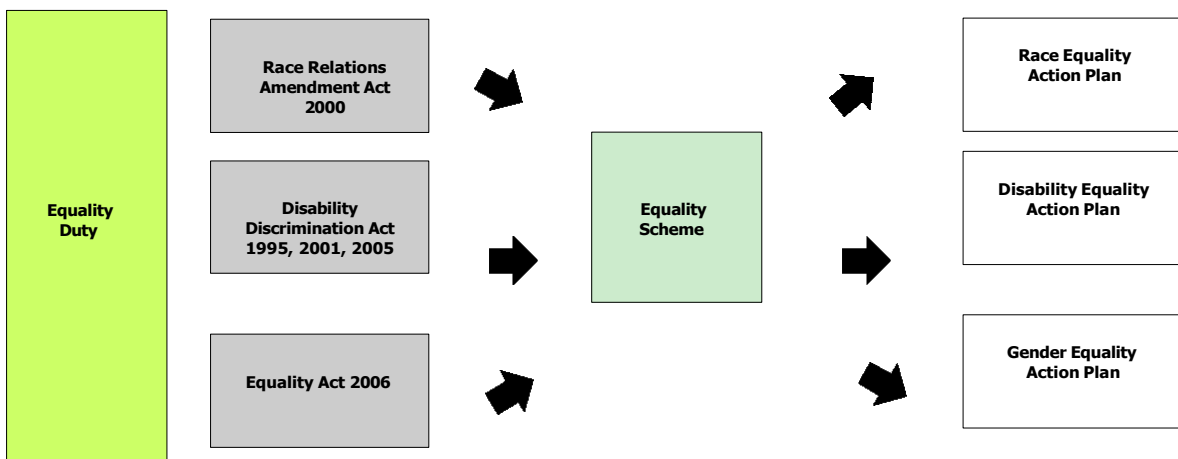 Equality
Duty
Race Relations
Amendment Act
2000
Disability
Discrimination Act
1995, 2001, 2005
Equality Act 2006
Equality
Scheme
Race Equality
Action Plan
Disability Equality
Action Plan
Gender Equality
Action Plan